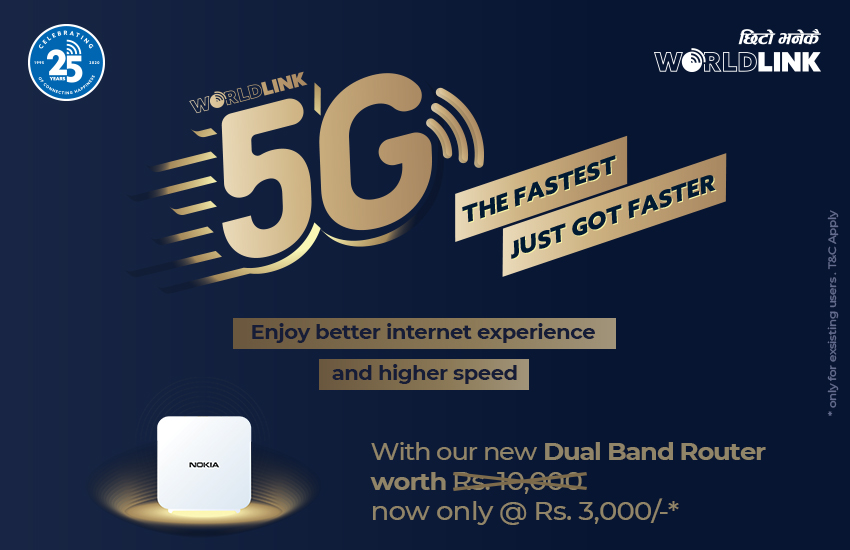 CELEBRATING
1995 25 2020
YEARS
OF CONNECTING HAPPINESS
छिटो भनेकै
WORLDLINK
WORLDLINK
5G
THE FASTEST
JUST GOT FASTER
Enjoy better internet experience
and higher speed
NOKIA
With our new Dual Band Router
worth Rs. 10,000
now only @ Rs. 3,000/-*
* only for exsisting users . T&C Apply